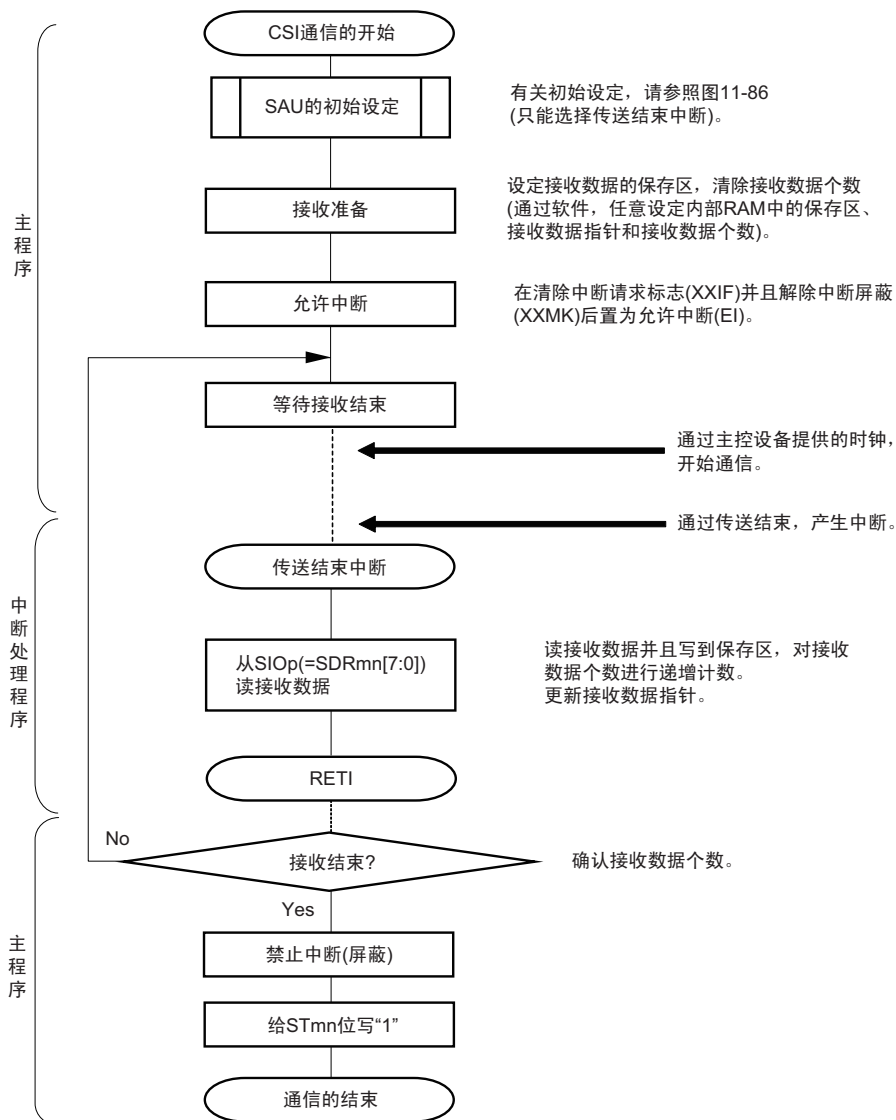 CSI通信的开始
SAU的初始设定
有关初始设定，请参照图11-86
(只能选择传送结束中断)。
主程序
接收准备
设定接收数据的保存区，清除接收数据个数
(通过软件，任意设定内部RAM中的保存区、
接收数据指针和接收数据个数)。
允许中断
在清除中断请求标志(XXIF)并且解除中断屏蔽
(XXMK)后置为允许中断(EI)。
等待接收结束
通过主控设备提供的时钟，
开始通信。
通过传送结束，产生中断。
传送结束中断
中断处理程序
从SIOp(=SDRmn[7:0])
读接收数据
读接收数据并且写到保存区，对接收
数据个数进行递增计数。
更新接收数据指针。
RETI
No
接收结束?
确认接收数据个数。
Yes
主程序
禁止中断(屏蔽)
给STmn位写“1”
通信的结束